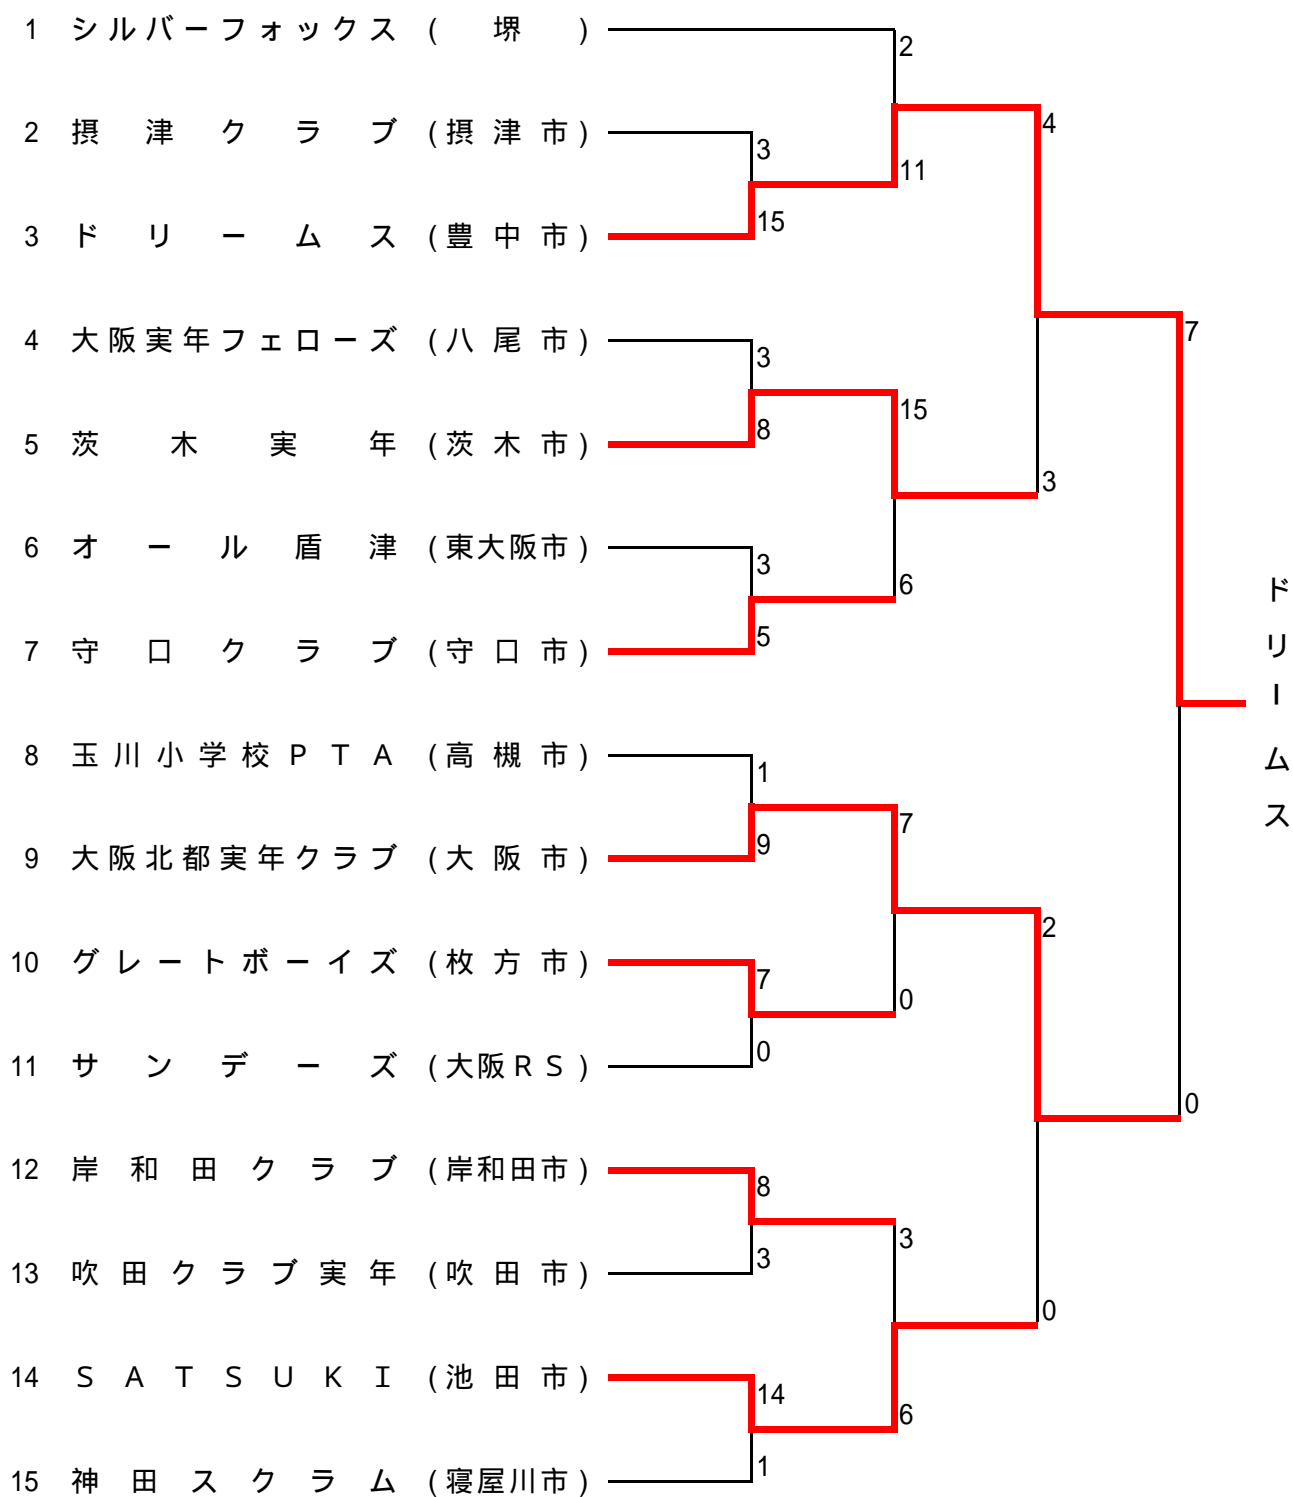 1 シルバーフォックス (堺) 2
2 摂津クラブ (摂津市) 3
4
11
3 ドリームス (豊中市) 15
4 大阪実年フェローズ (八尾市) 3
7
15
5 茨木実年 (茨木市) 8
3
6 オール盾津 (東大阪市) 3
6
7 守口クラブ (守口市) 5
ドリームス
8 玉川小学校PTA (高槻市) 1
7
9 大阪北都実年クラブ (大阪市) 9
2
10 グレートボーイズ (枚方市) 7
0
11 サンデーズ (大阪RS) 0
0
12 岸和田クラブ (岸和田市) 8
3
13 吹田クラブ実年 (吹田市) 3
0
14 SATSUKI (池田市) 14
6
15 神田スクラム (寝屋川市) 1